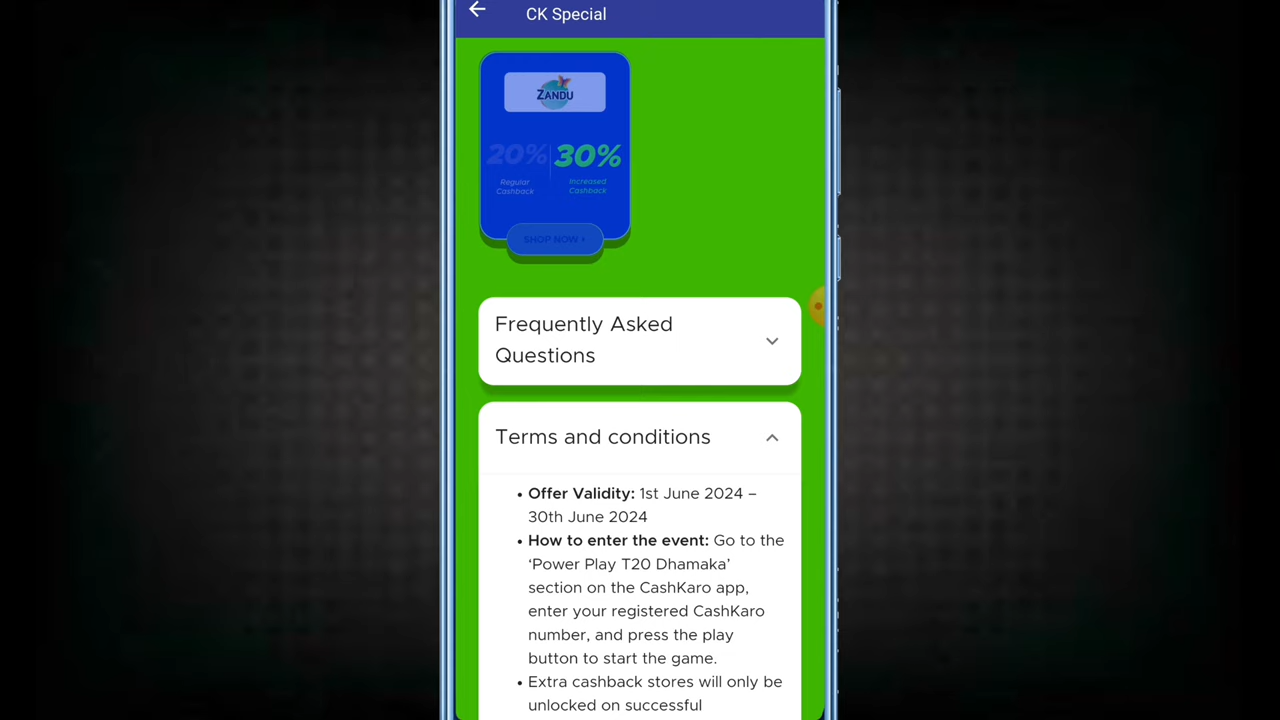 CK Special
ZANDU
20% 30%
Regular Increased
Cashback Cashback
SHOP NOW ›
Frequently Asked
Questions
Terms and conditions
• Offer Validity: 1st June 2024 –
30th June 2024
• How to enter the event: Go to the
‘Power Play T20 Dhamaka’
section on the CashKaro app,
enter your registered CashKaro
number, and press the play
button to start the game.
• Extra cashback stores will only be
unlocked on successful